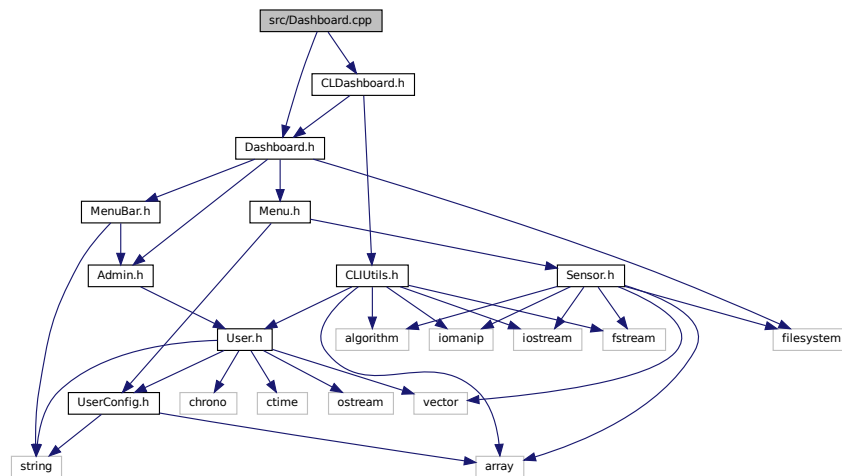 src/Dashboard.cpp
CLDashboard.h
Dashboard.h
MenuBar.h
Menu.h
Admin.h
CLIUtils.h
Sensor.h
User.h
algorithm
iomanip
iostream
fstream
filesystem
UserConfig.h
chrono
ctime
ostream
vector
string
array